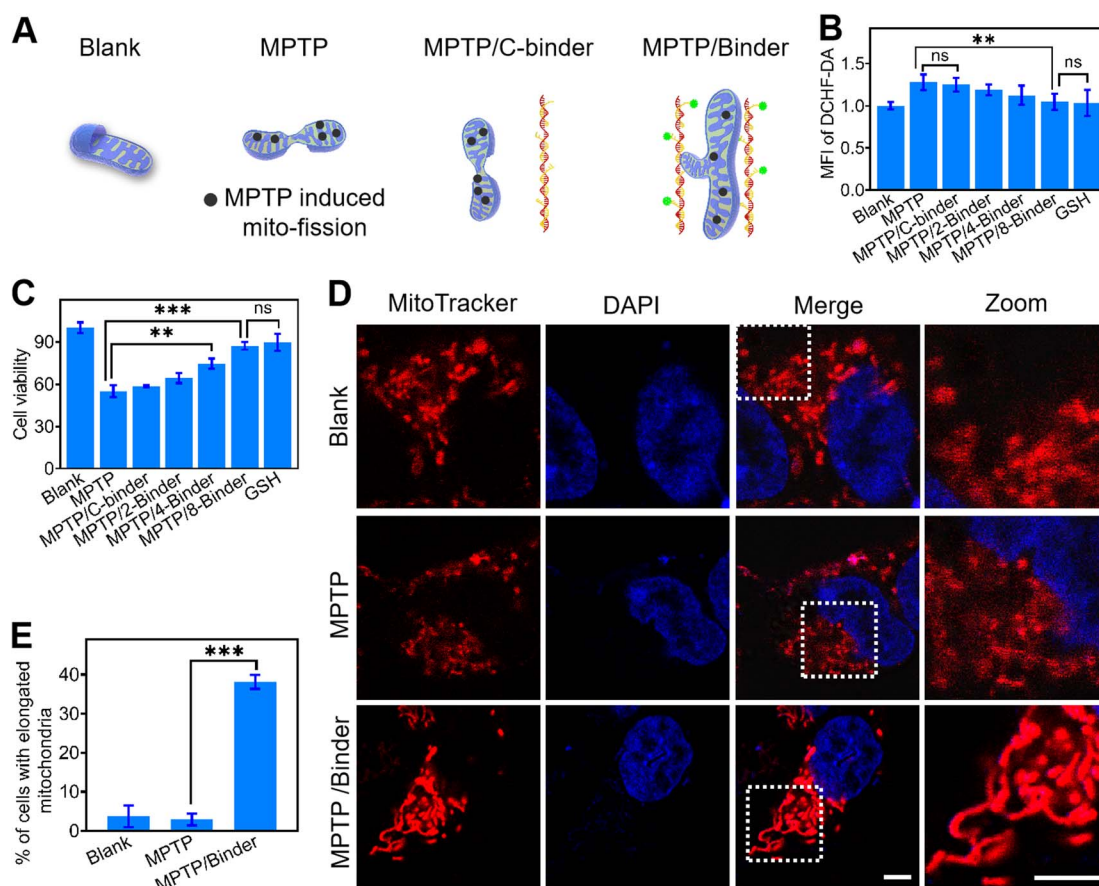 A
Blank
MPTP
MPTP/C-binder
MPTP/Binder
MPTP induced
mito-fission
B
MFI of DCHF-DA
1.5
1.0
0.5
0.0
**
ns
ns
Blank
MPTP
MPTP/C-binder
MPTP/2-Binder
MPTP/4-Binder
MPTP/8-Binder
GSH
C
Cell viability
90
60
30
0
***
**
ns
Blank
MPTP
MPTP/C-binder
MPTP/2-Binder
MPTP/4-Binder
MPTP/8-Binder
GSH
D
MitoTracker
DAPI
Merge
Zoom
Blank
MPTP
MPTP /Binder
E
% of cells with elongated
mitochondria
40
30
20
10
0
***
Blank
MPTP
MPTP/Binder